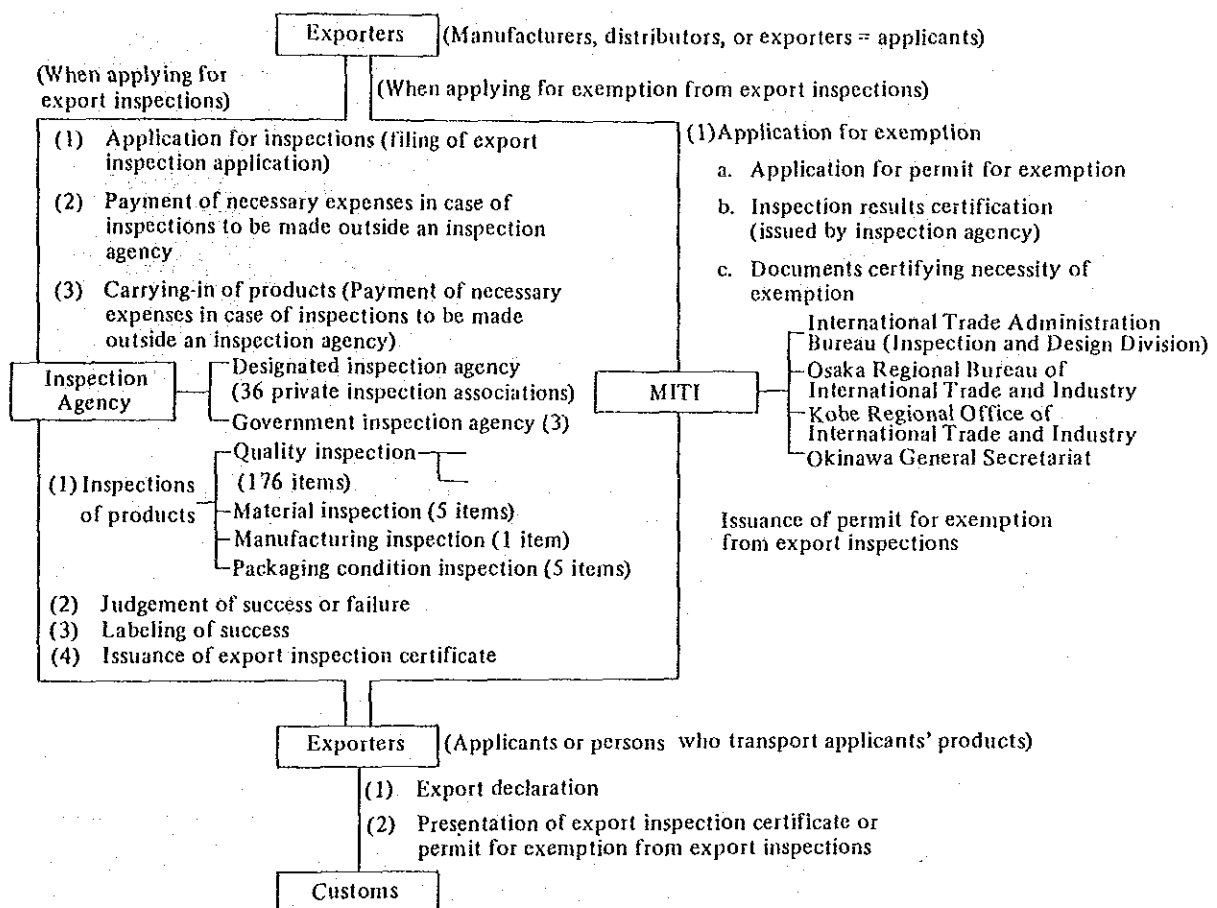 Exporters (Manufacturers, distributors, or exporters = applicants)
(When applying for
export inspections)
(When applying for exemption from export inspections)
(1) Application for inspections (filing of export
inspection application)
(2) Payment of necessary expenses in case of
inspections to be made outside an inspection
agency
(3) Carrying-in of products (Payment of necessary
expenses in case of inspections to be made
outside an inspection agency)
(1) Application for exemption
a. Application for permit for exemption
b. Inspection results certification
(issued by inspection agency)
c. Documents certifying necessity of
exemption
Inspection
Agency
Designated inspection agency
(36 private inspection associations)
Government inspection agency (3)
MITI
International Trade Administration
Bureau (Inspection and Design Division)
Osaka Regional Bureau of
International Trade and Industry
Kobe Regional Office of
International Trade and Industry
Okinawa General Secretariat
(1) Inspections
of products
Quality inspection
(176 items)
Material inspection (5 items)
Manufacturing inspection (1 item)
Packaging condition inspection (5 items)
Issuance of permit for exemption
from export inspections
(2) Judgement of success or failure
(3) Labeling of success
(4) Issuance of export inspection certificate
Exporters (Applicants or persons who transport applicants' products)
(1) Export declaration
(2) Presentation of export inspection certificate or
permit for exemption from export inspections
Customs